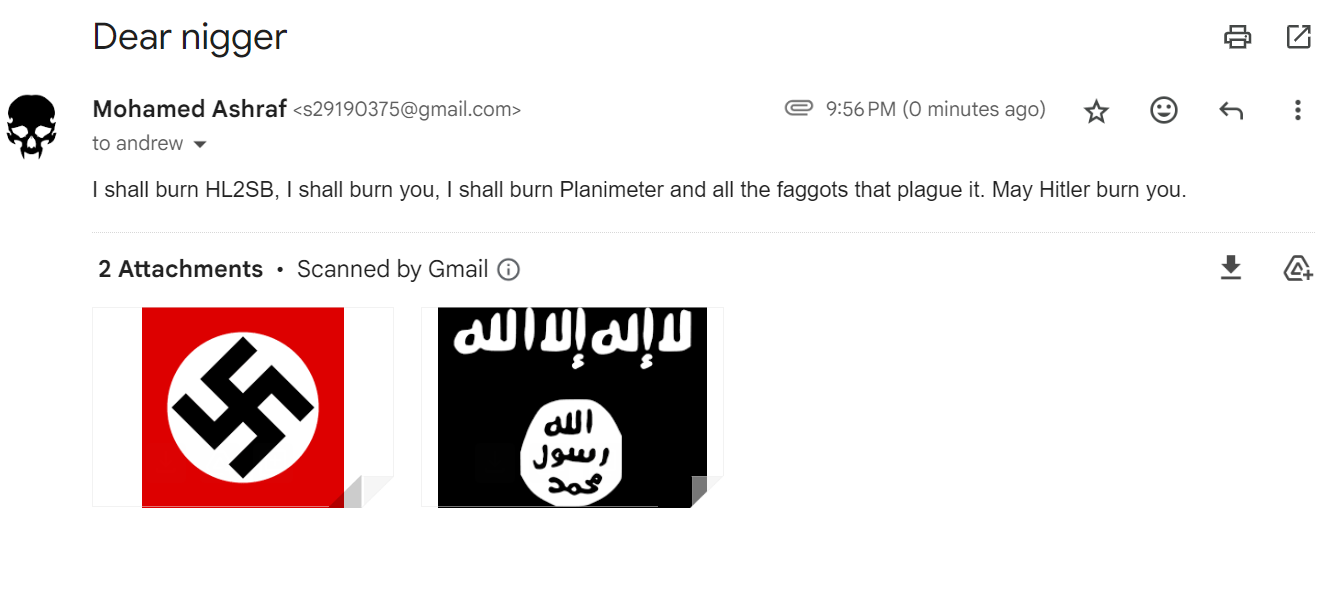 Dear nigger
Mohamed Ashraf <s29190375@gmail.com>
9:56 PM (0 minutes ago)
to andrew
I shall burn HL2SB, I shall burn you, I shall burn Planimeter and all the faggots that plague it. May Hitler burn you.
2 Attachments • Scanned by Gmail
لا إله إلا الله
الله
رسول
محمد